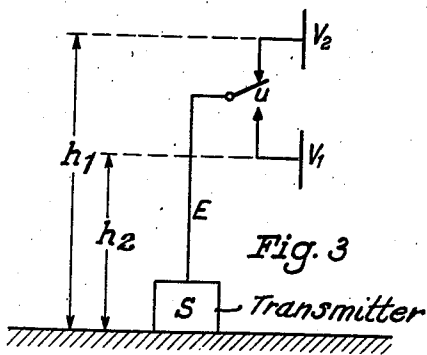 V2
u
V1
h1
h2
E
Fig. 3
S
Transmitter